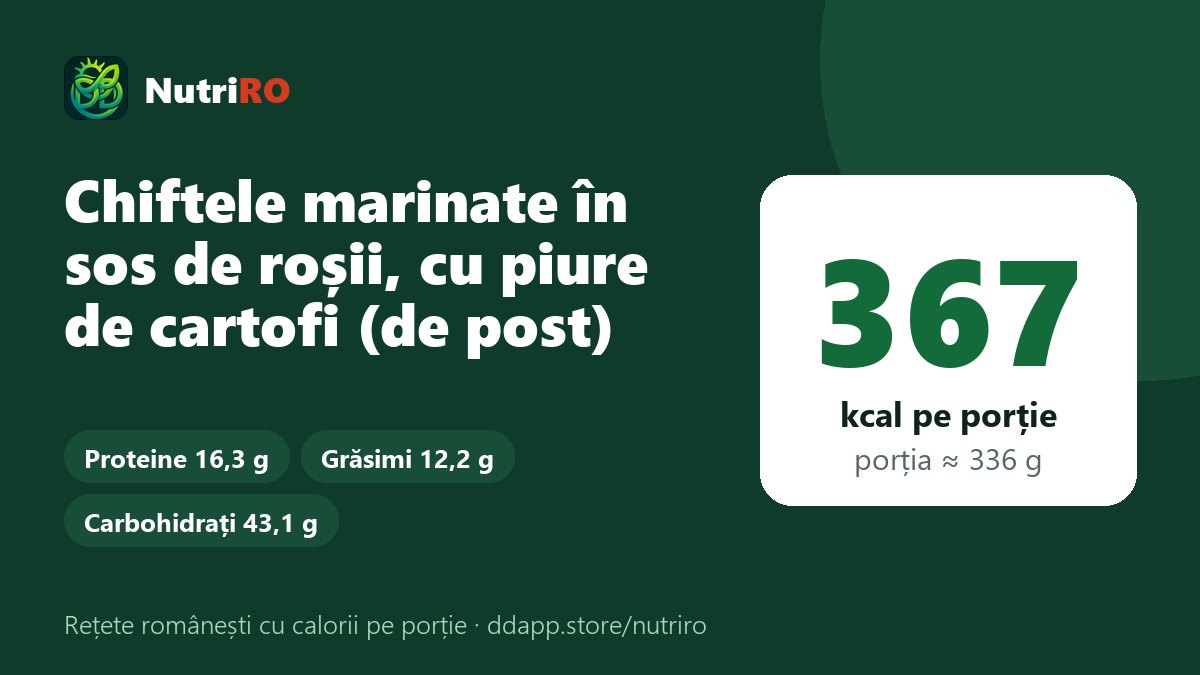 NutriRO
Chiftele marinate în
sos de roșii, cu piure
de cartofi (de post)
367
kcal pe porție
porția ≈ 336 g
Proteine 16,3 g
Grăsimi 12,2 g
Carbohidrați 43,1 g
Rețete românești cu calorii pe porție · ddapp.store/nutriro